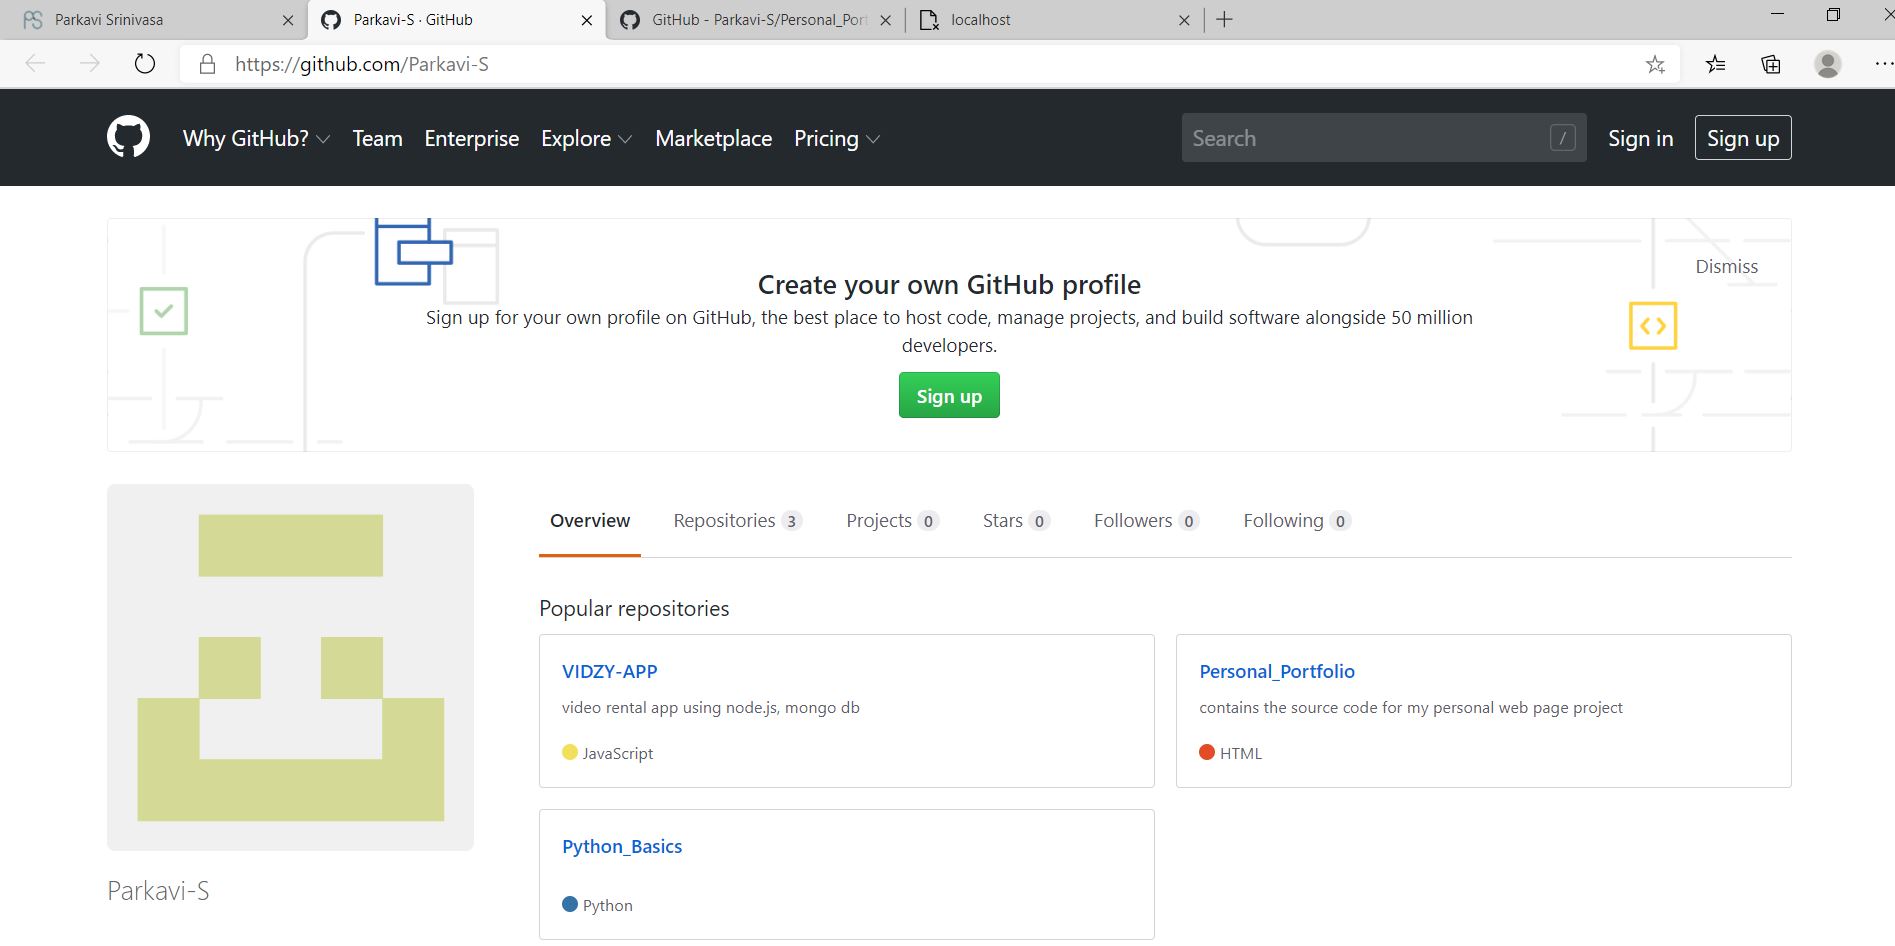 Parkavi Srinivasa
Parkavi-S · GitHub
GitHub - Parkavi-S/Personal_Port
localhost
https://github.com/Parkavi-S
Why GitHub?
Team
Enterprise
Explore
Marketplace
Pricing
Search
/
Sign in
Sign up
Dismiss
Create your own GitHub profile
Sign up for your own profile on GitHub, the best place to host code, manage projects, and build software alongside 50 million
developers.
Sign up
Overview
Repositories 3
Projects 0
Stars 0
Followers 0
Following 0
Popular repositories
VIDZY-APP
video rental app using node.js, mongo db
JavaScript
Personal_Portfolio
contains the source code for my personal web page project
HTML
Python_Basics
Python
Parkavi-S